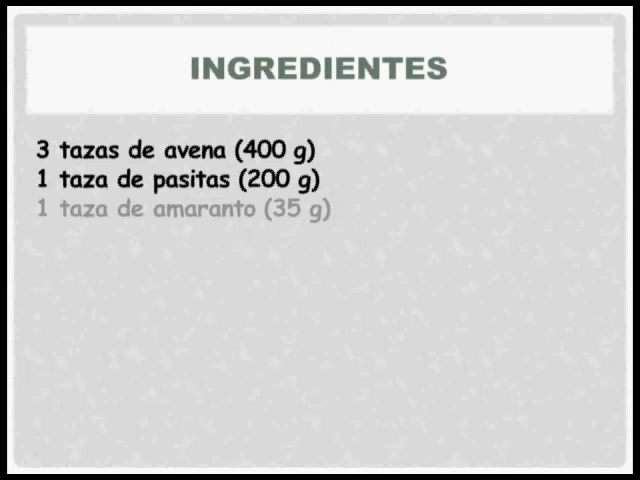 INGREDIENTES
3 tazas de avena (400 g)
1 taza de pasitas (200 g)
1 taza de amaranto (35 g)